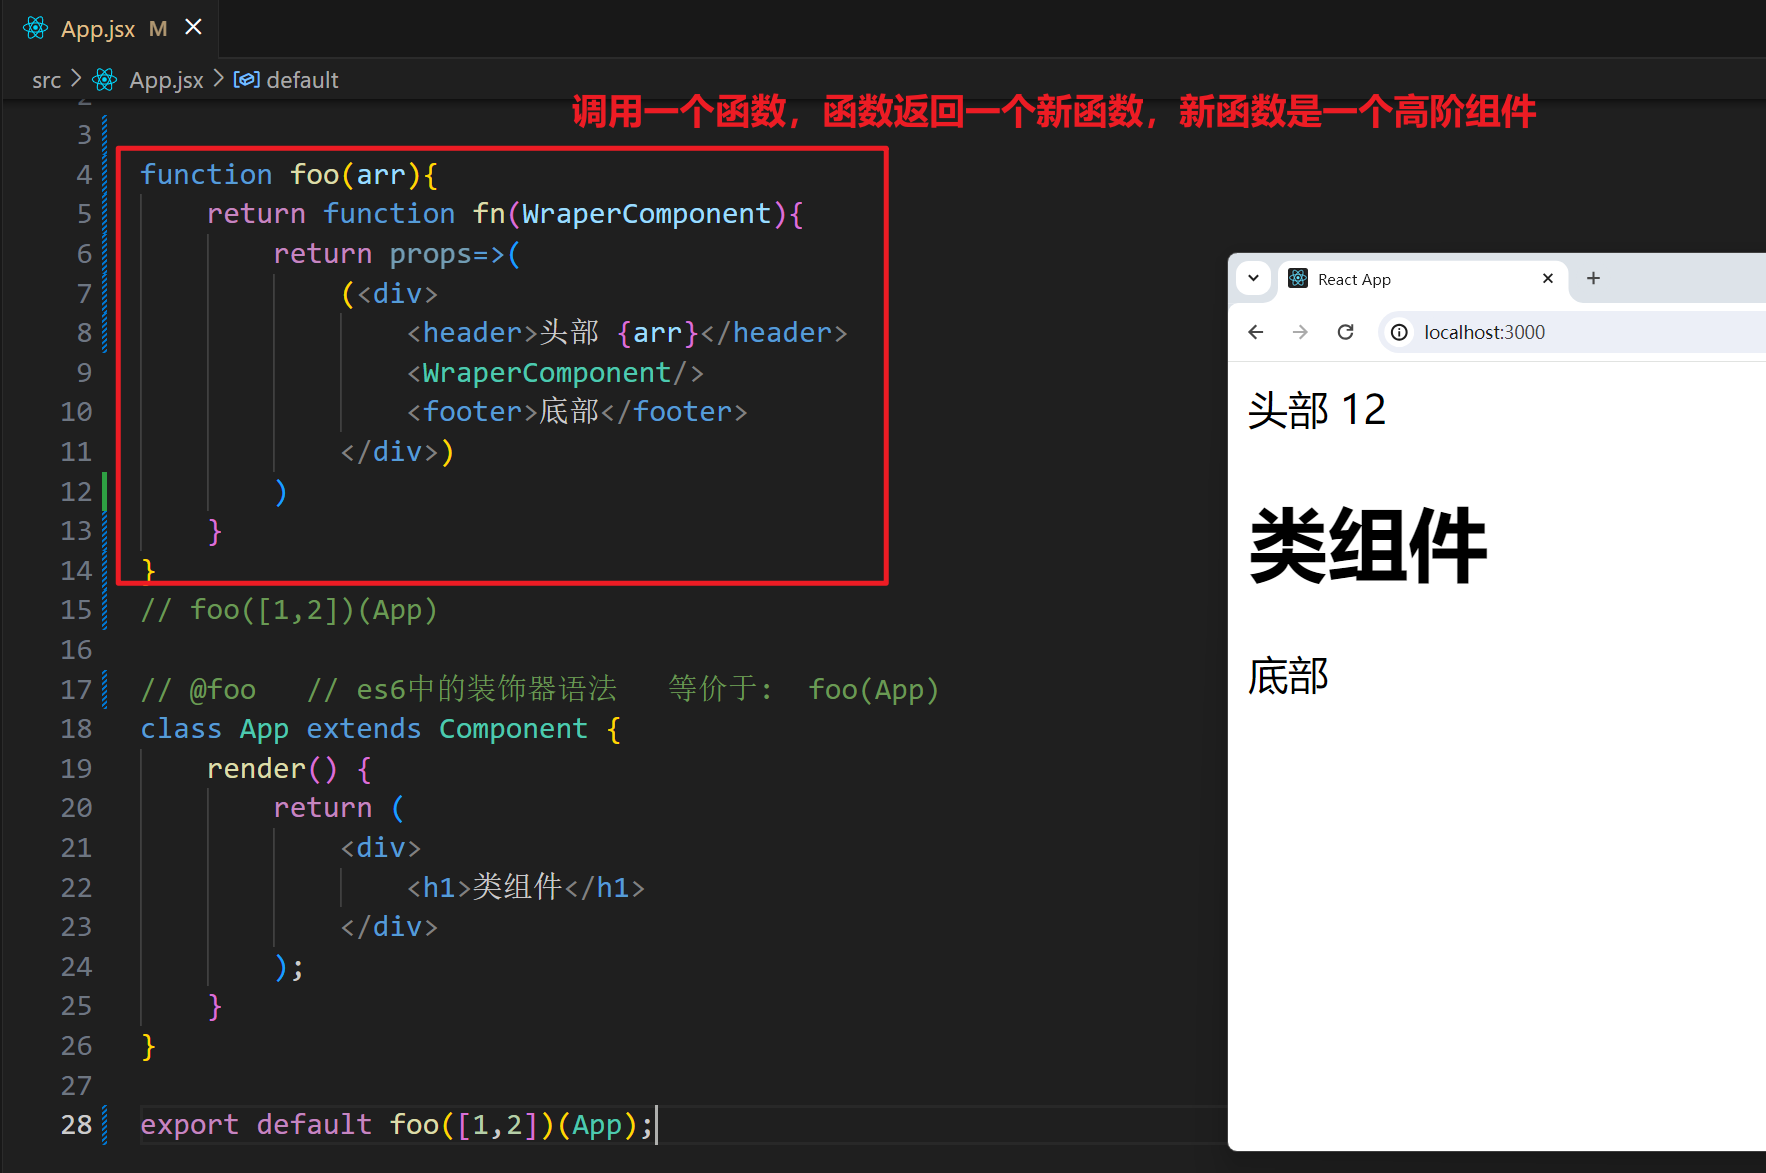 App.jsx M
src > App.jsx > default
调用一个函数，函数返回一个新函数，新函数是一个高阶组件
2
3
4 function foo(arr){
5 return function fn(WraperComponent){
6 return props=>(
7 (<div>
8 <header>头部 {arr}</header>
9 <WraperComponent/>
10 <footer>底部</footer>
11 </div>)
12 )
13 }
14 }
15 // foo([1,2])(App)
16
17 // @foo // es6中的装饰器语法 等价于: foo(App)
18 class App extends Component {
19 render() {
20 return (
21 <div>
22 <h1>类组件</h1>
23 </div>
24 );
25 }
26 }
27
28 export default foo([1,2])(App);
React App
localhost:3000
头部 12
类组件
底部